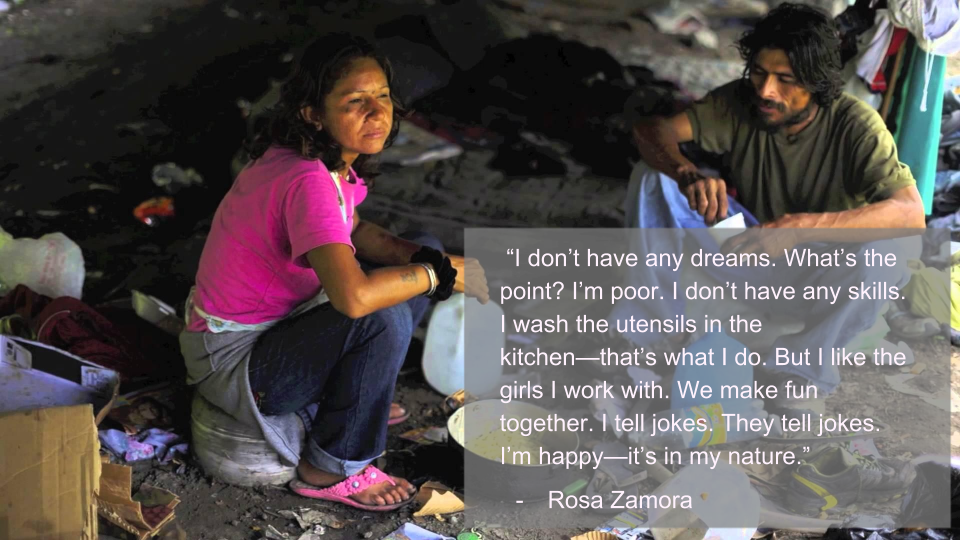 “I don’t have any dreams. What’s the
point? I’m poor. I don’t have any skills.
I wash the utensils in the
kitchen—that’s what I do. But I like the
girls I work with. We make fun
together. I tell jokes. They tell jokes.
I’m happy—it’s in my nature.”
- Rosa Zamora